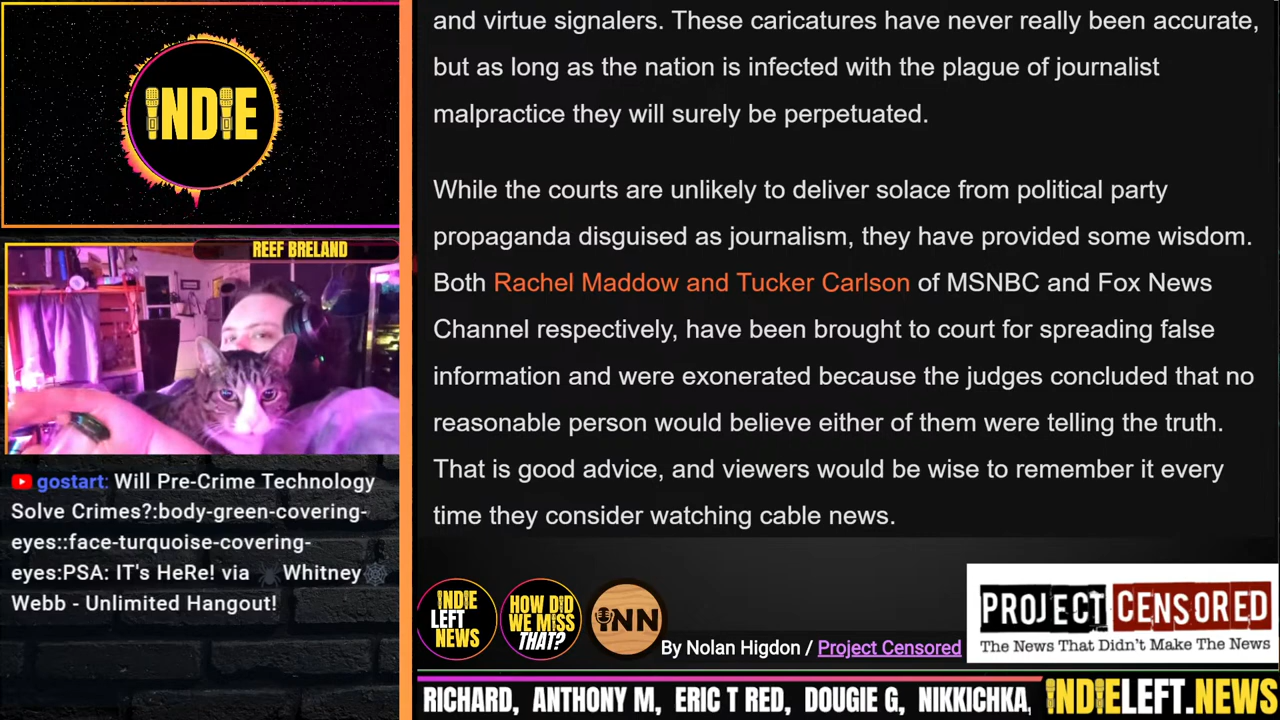 INDIE
REEF BRELAND
gostart: Will Pre-Crime Technology
Solve Crimes?:body-green-covering-
eyes::face-turquoise-covering-
eyes:PSA: IT's HeRe! via 🕷Whitney🕸
Webb - Unlimited Hangout!
and virtue signalers. These caricatures have never really been accurate,
but as long as the nation is infected with the plague of journalist
malpractice they will surely be perpetuated.
While the courts are unlikely to deliver solace from political party
propaganda disguised as journalism, they have provided some wisdom.
Both Rachel Maddow and Tucker Carlson of MSNBC and Fox News
Channel respectively, have been brought to court for spreading false
information and were exonerated because the judges concluded that no
reasonable person would believe either of them were telling the truth.
That is good advice, and viewers would be wise to remember it every
time they consider watching cable news.
INDIE
LEFT
NEWS
HOW DID
WE MISS
THAT?
INN
By Nolan Higdon / Project Censored
PROJECT CENSORED
The News That Didn't Make The News
RICHARD, ANTHONY M, ERIC T RED, DOUGIE G, NIKKICHKA,
INDIELEFT.NEWS